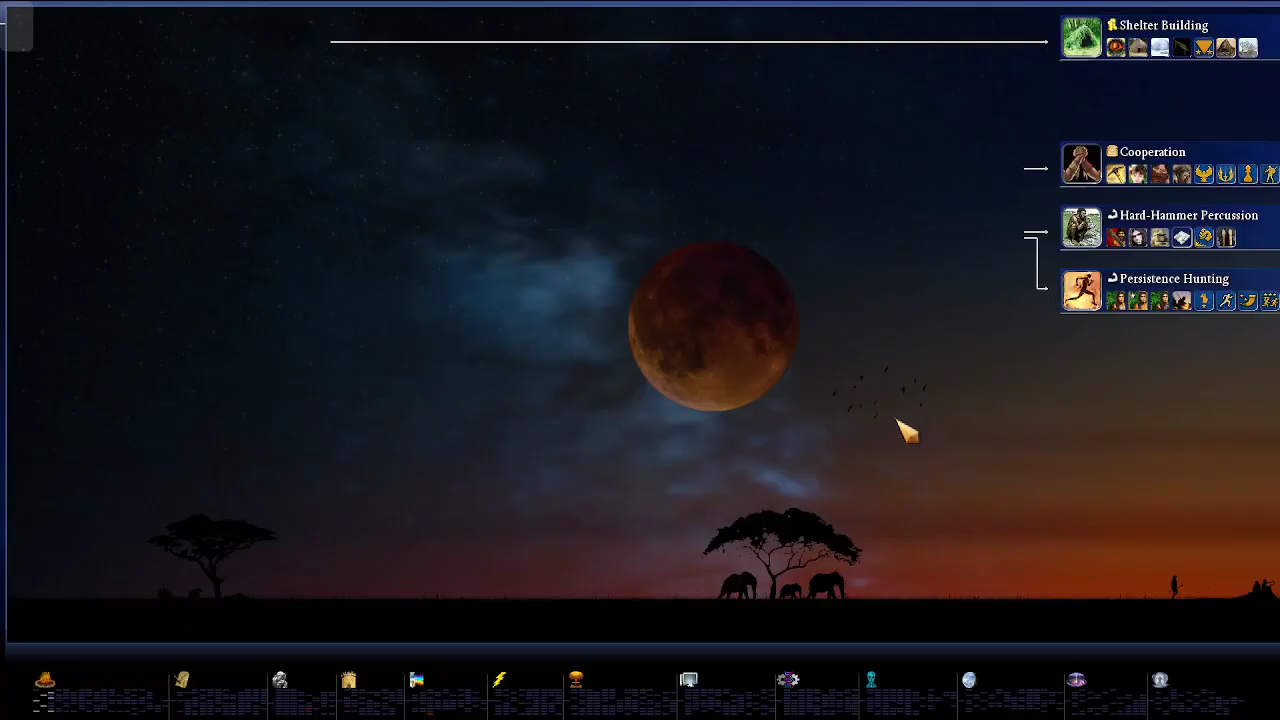 Shelter Building
Cooperation
Hard-Hammer Percussion
Persistence Hunting